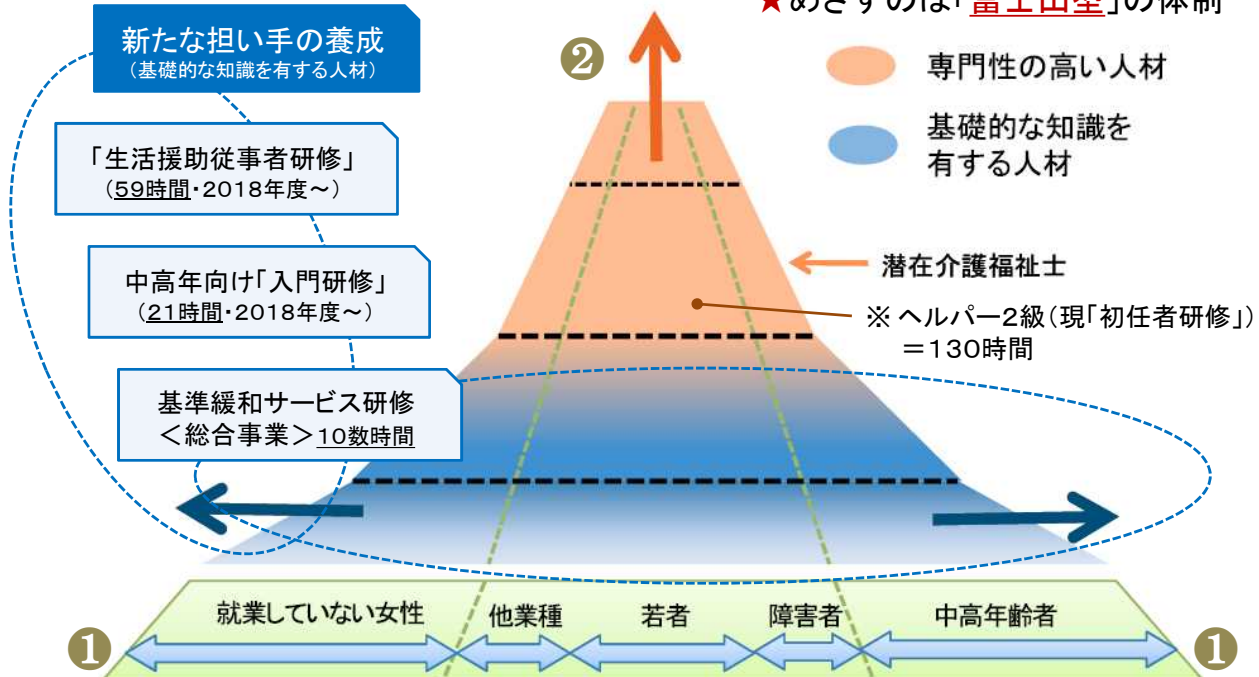 ★めざすのは「富士山型」の体制
新たな担い手の養成
(基礎的な知識を有する人材)
❷
専門性の高い人材
基礎的な知識を
有する人材
「生活援助従事者研修」
(59時間・2018年度～)
中高年向け「入門研修」
(21時間・2018年度～)
潜在介護福祉士
※ ヘルパー2級(現「初任者研修」)
＝130時間
基準緩和サービス研修
＜総合事業＞10数時間
就業していない女性
他業種
若者
障害者
中高年齢者
❶
❶